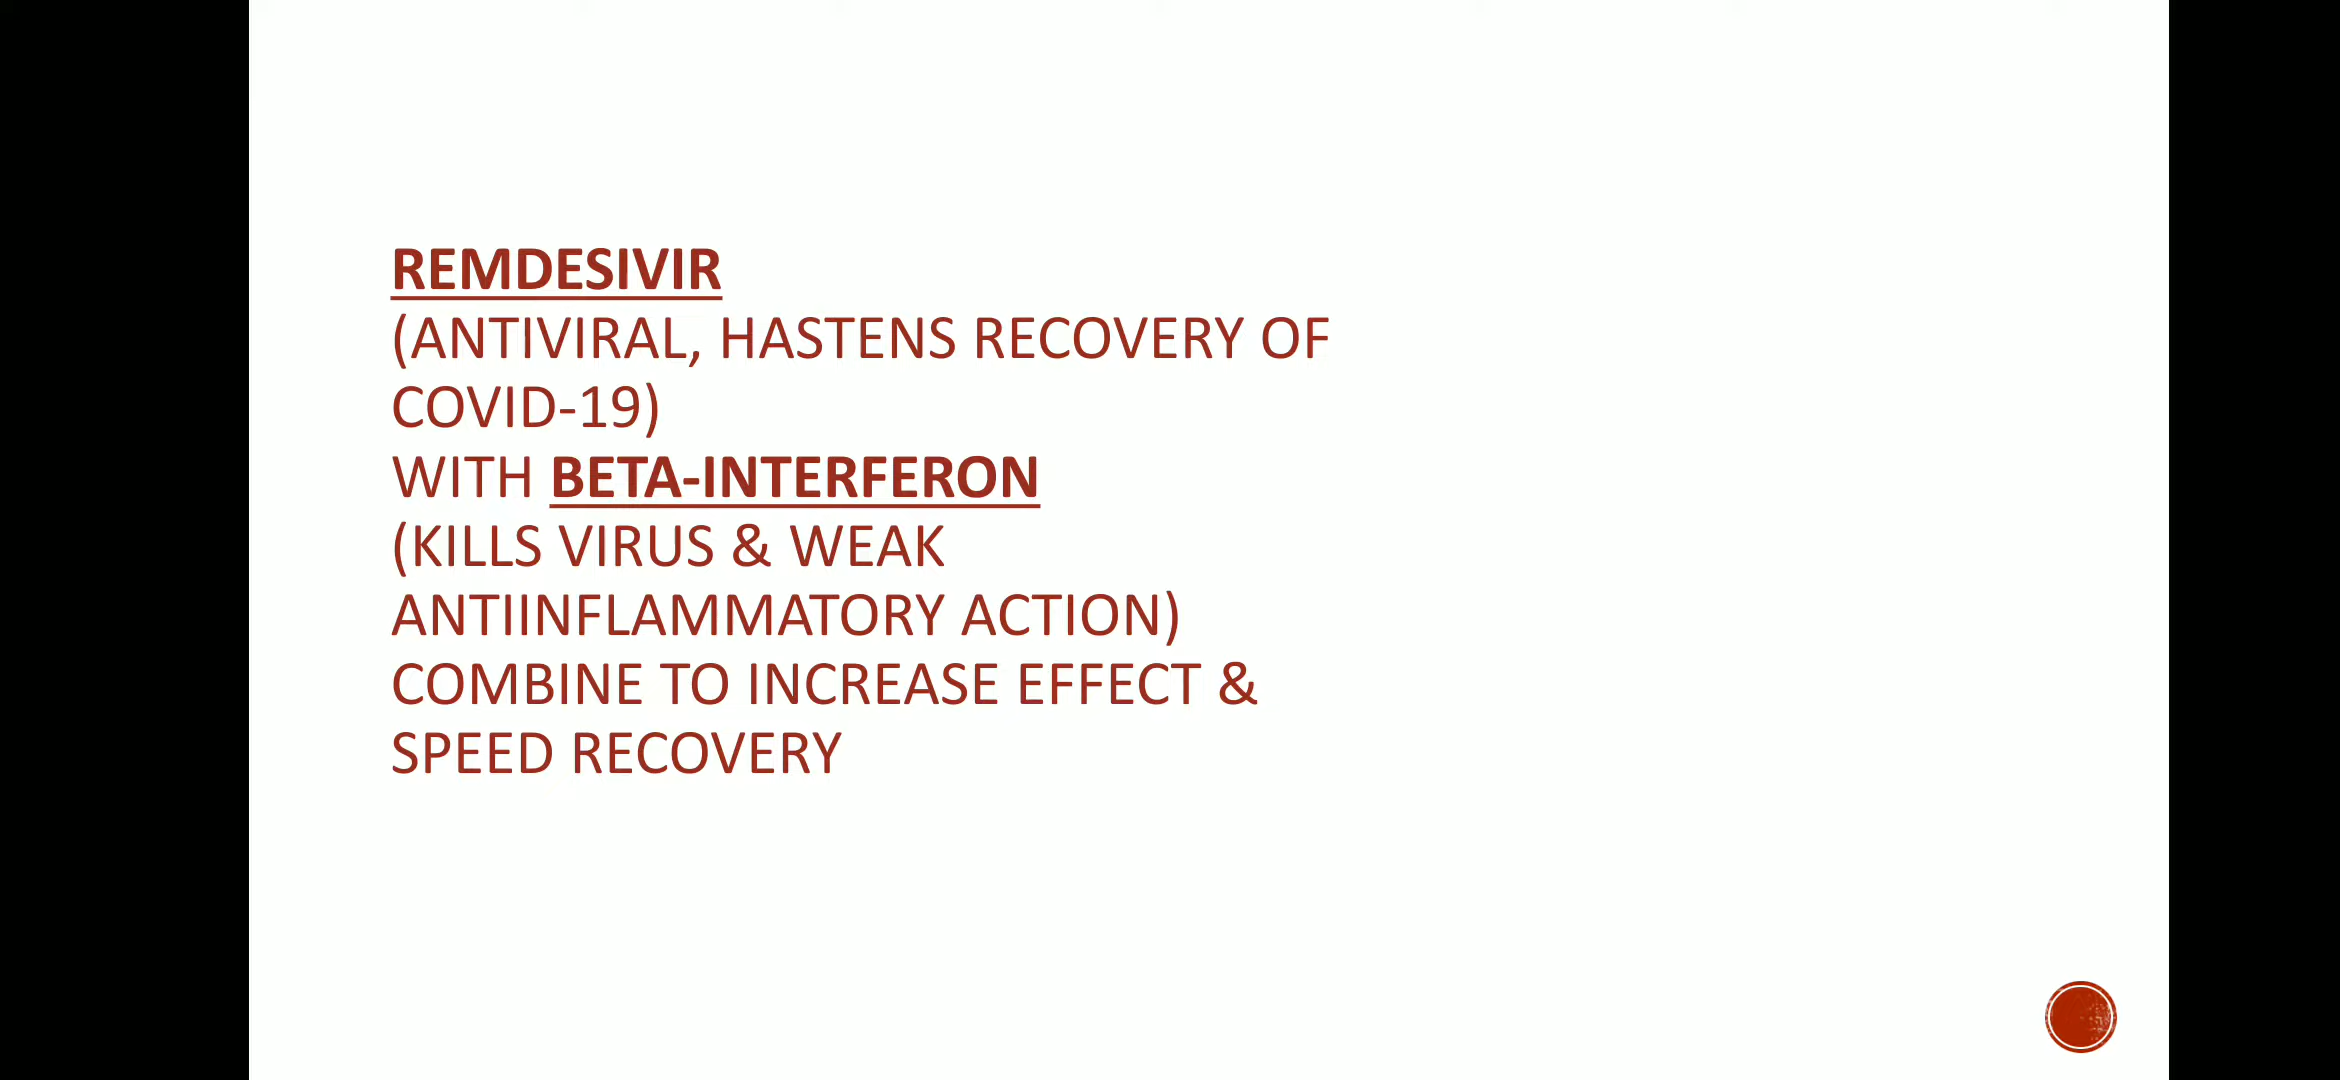 REMDESIVIR
(ANTIVIRAL, HASTENS RECOVERY OF
COVID-19)
WITH BETA-INTERFERON
(KILLS VIRUS & WEAK
ANTIINFLAMMATORY ACTION)
COMBINE TO INCREASE EFFECT &
SPEED RECOVERY